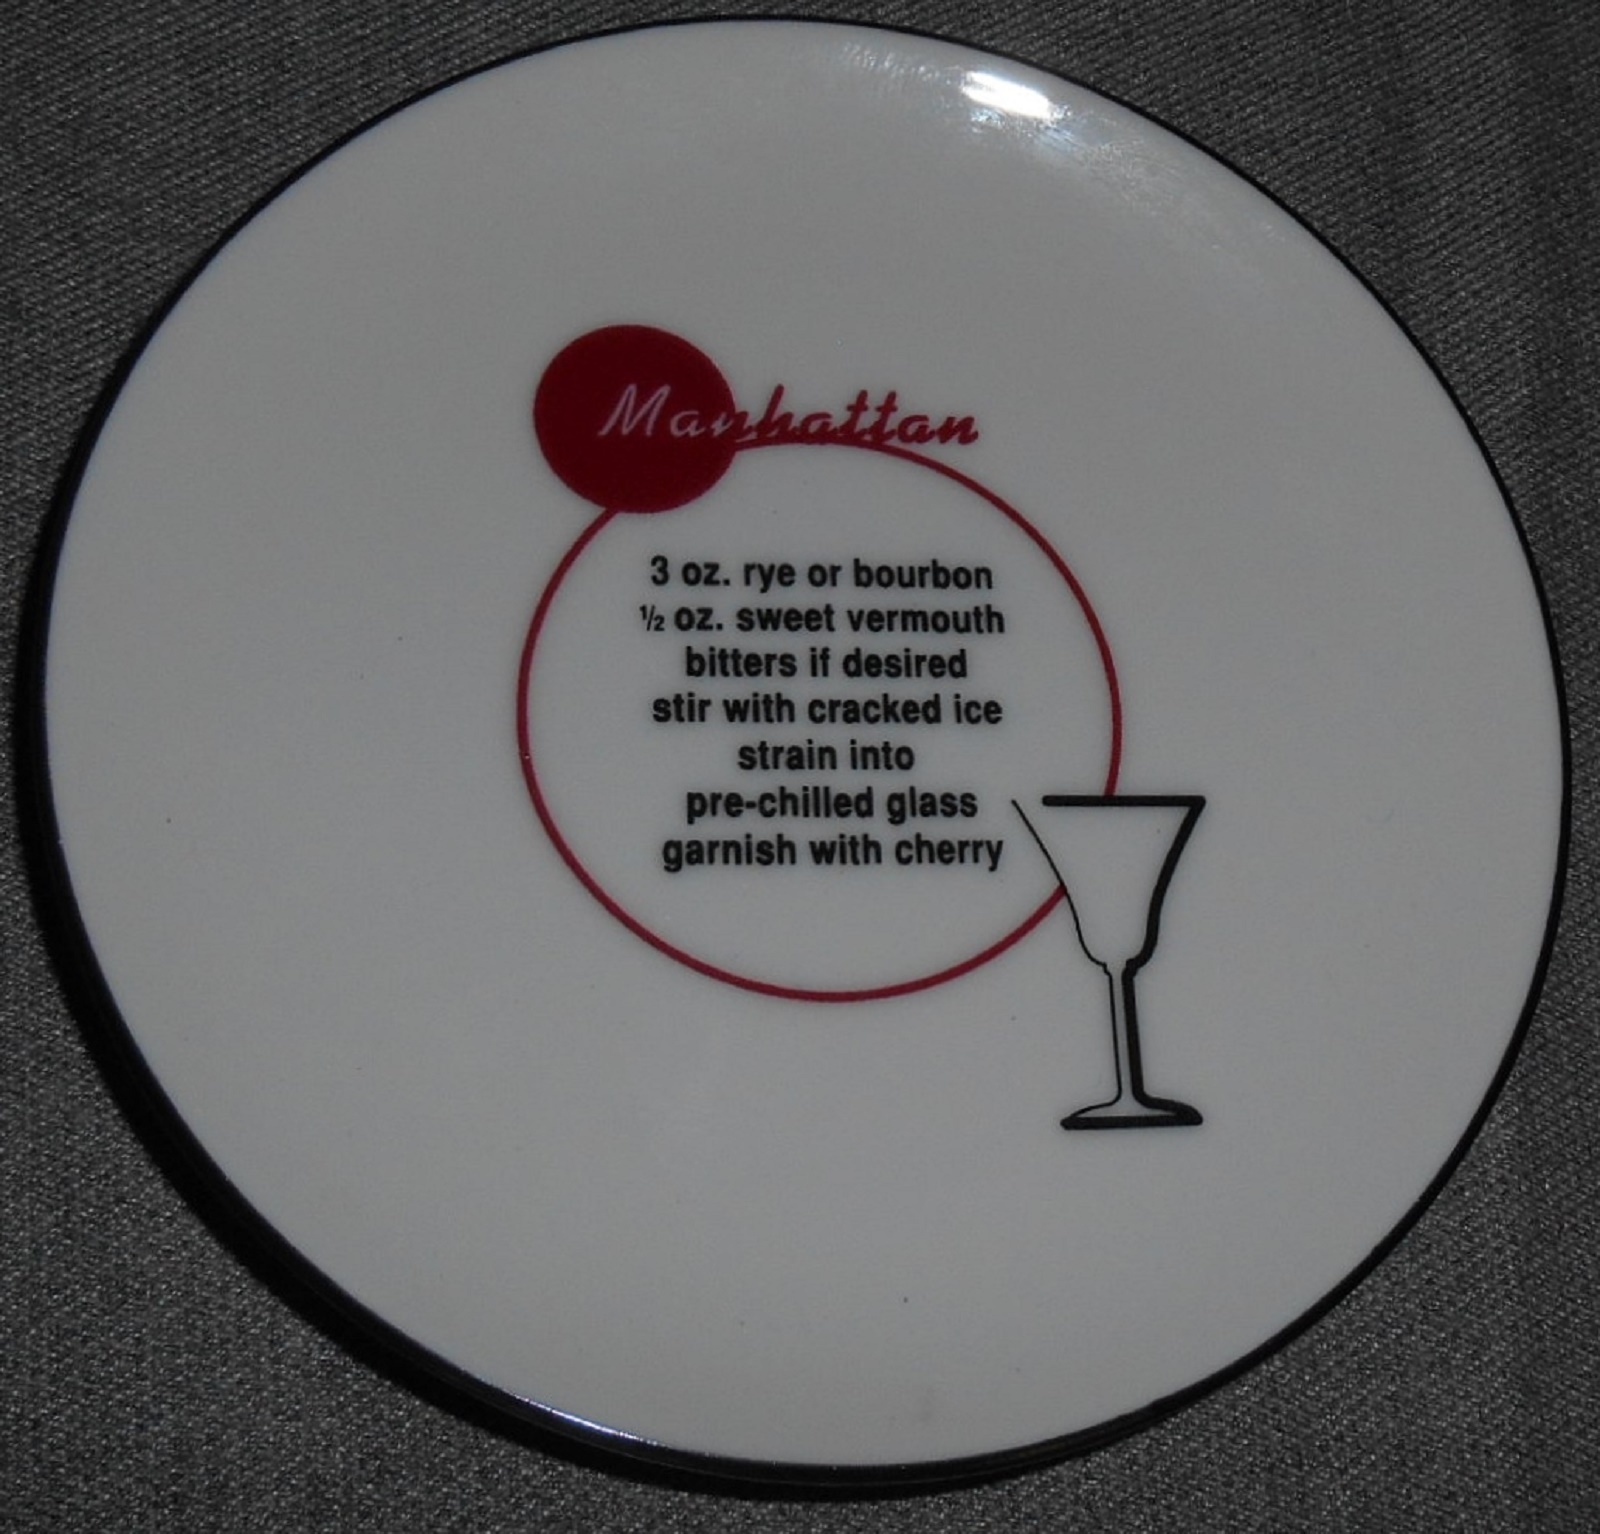 Manhattan
3 oz. rye or bourbon
½ oz. sweet vermouth
bitters if desired
stir with cracked ice
strain into
pre-chilled glass
garnish with cherry